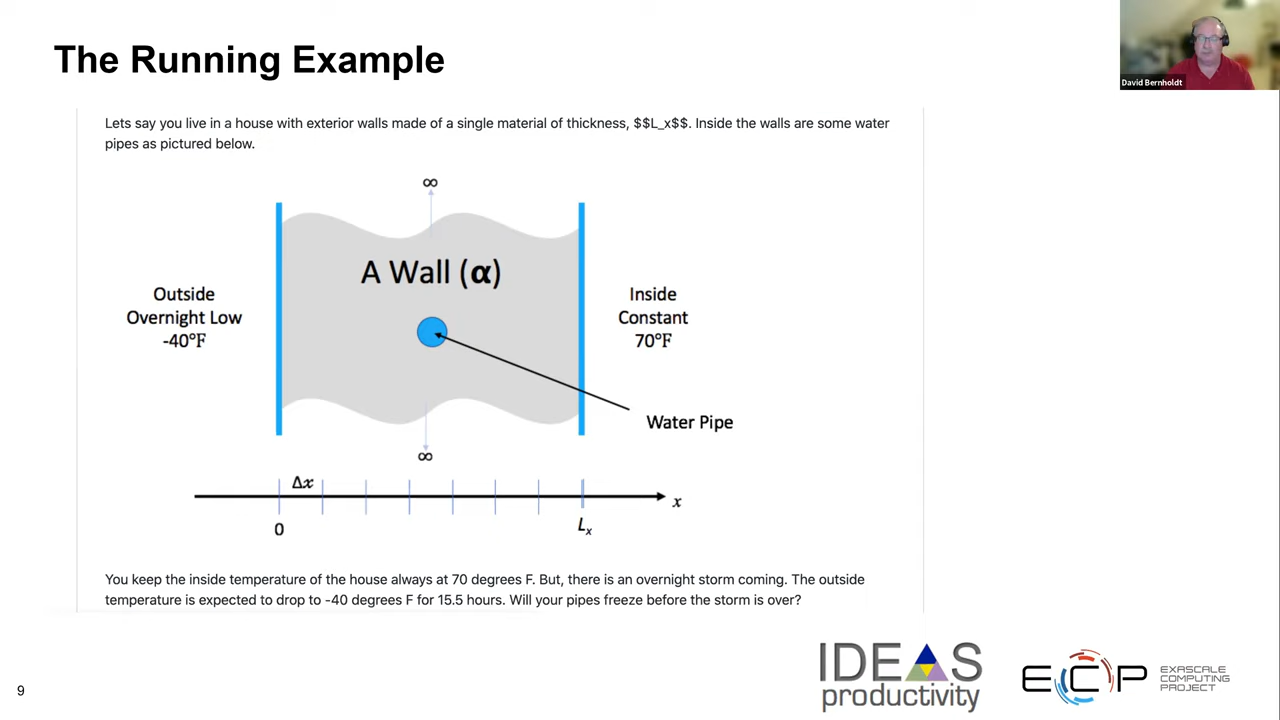 The Running Example
David Bernholdt
Lets say you live in a house with exterior walls made of a single material of thickness, $$L_x$$. Inside the walls are some water
pipes as pictured below.
∞
A Wall (α)
Outside
Overnight Low
-40°F
Inside
Constant
70°F
Water Pipe
∞
Δx
x
0
Lₓ
You keep the inside temperature of the house always at 70 degrees F. But, there is an overnight storm coming. The outside
temperature is expected to drop to -40 degrees F for 15.5 hours. Will your pipes freeze before the storm is over?
IDEAS
productivity
ECP
EXASCALE
COMPUTING
PROJECT
9